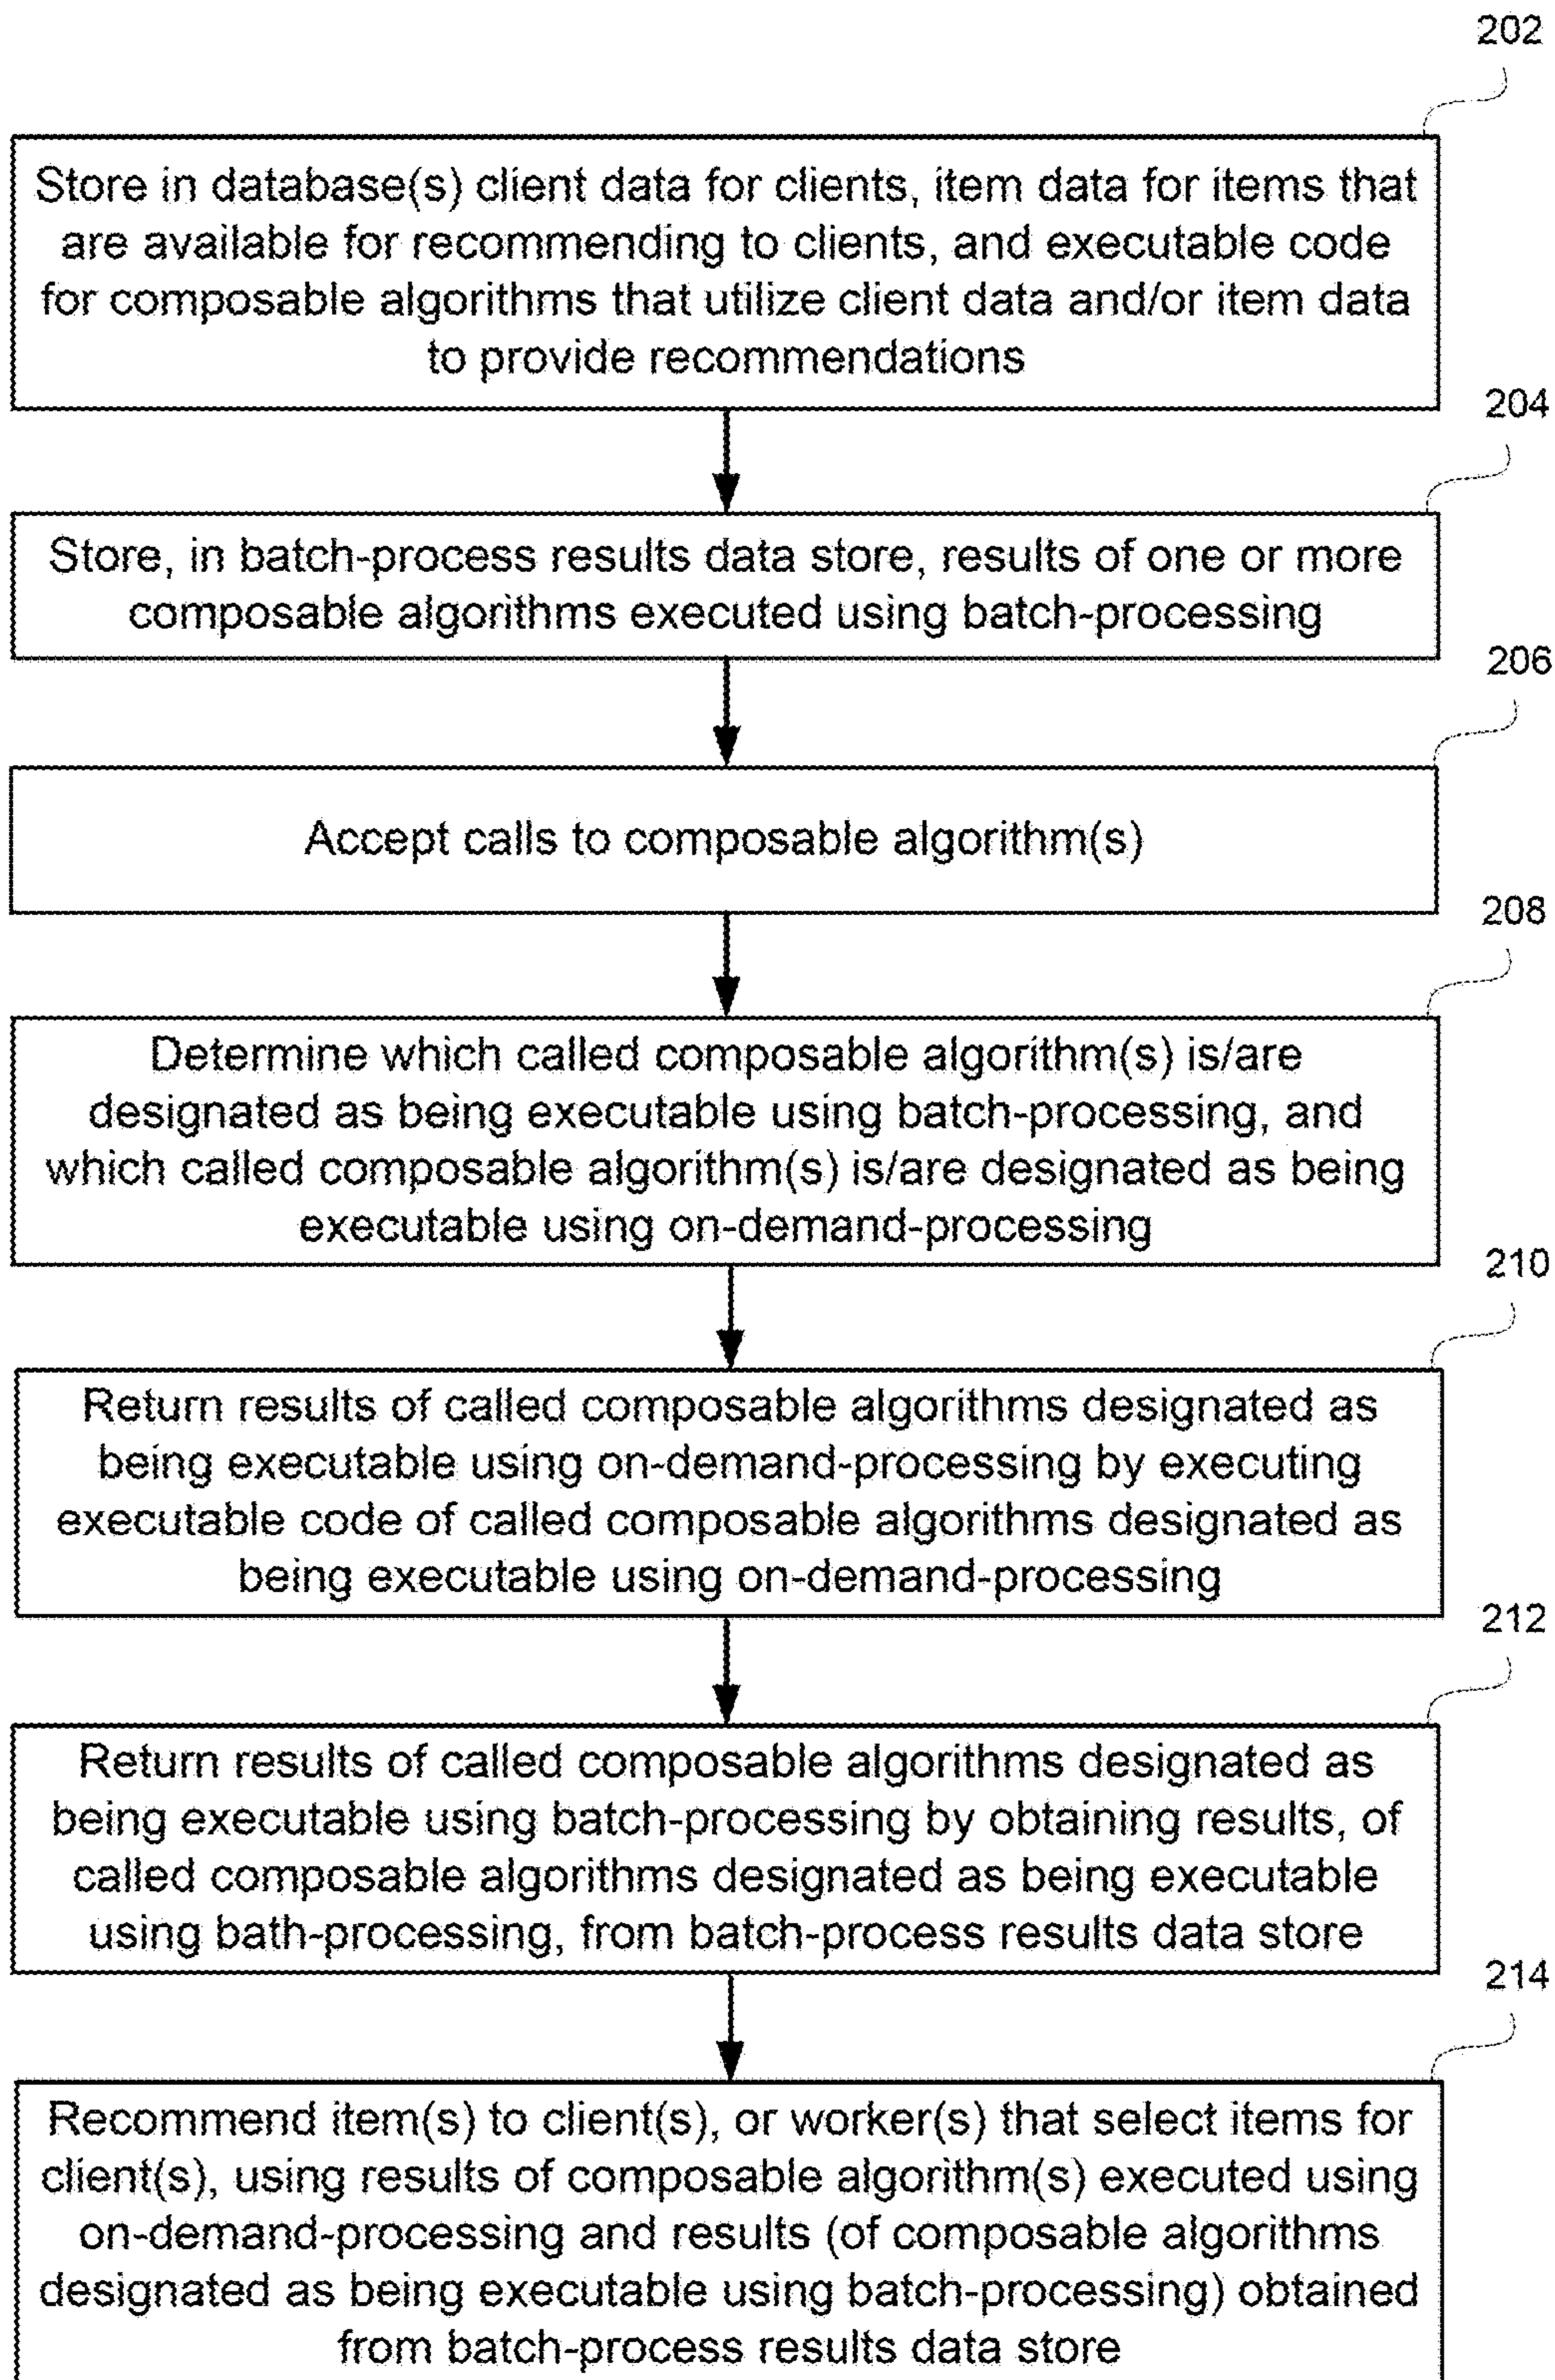 202
Store in database(s) client data for clients, item data for items that
are available for recommending to clients, and executable code
for composable algorithms that utilize client data and/or item data
to provide recommendations
204
Store, in batch-process results data store, results of one or more
composable algorithms executed using batch-processing
206
Accept calls to composable algorithm(s)
208
Determine which called composable algorithm(s) is/are
designated as being executable using batch-processing, and
which called composable algorithm(s) is/are designated as being
executable using on-demand-processing
210
Return results of called composable algorithms designated as
being executable using on-demand-processing by executing
executable code of called composable algorithms designated as
being executable using on-demand-processing
212
Return results of called composable algorithms designated as
being executable using batch-processing by obtaining results, of
called composable algorithms designated as being executable
using bath-processing, from batch-process results data store
214
Recommend item(s) to client(s), or worker(s) that select items for
client(s), using results of composable algorithm(s) executed using
on-demand-processing and results (of composable algorithms
designated as being executable using batch-processing) obtained
from batch-process results data store